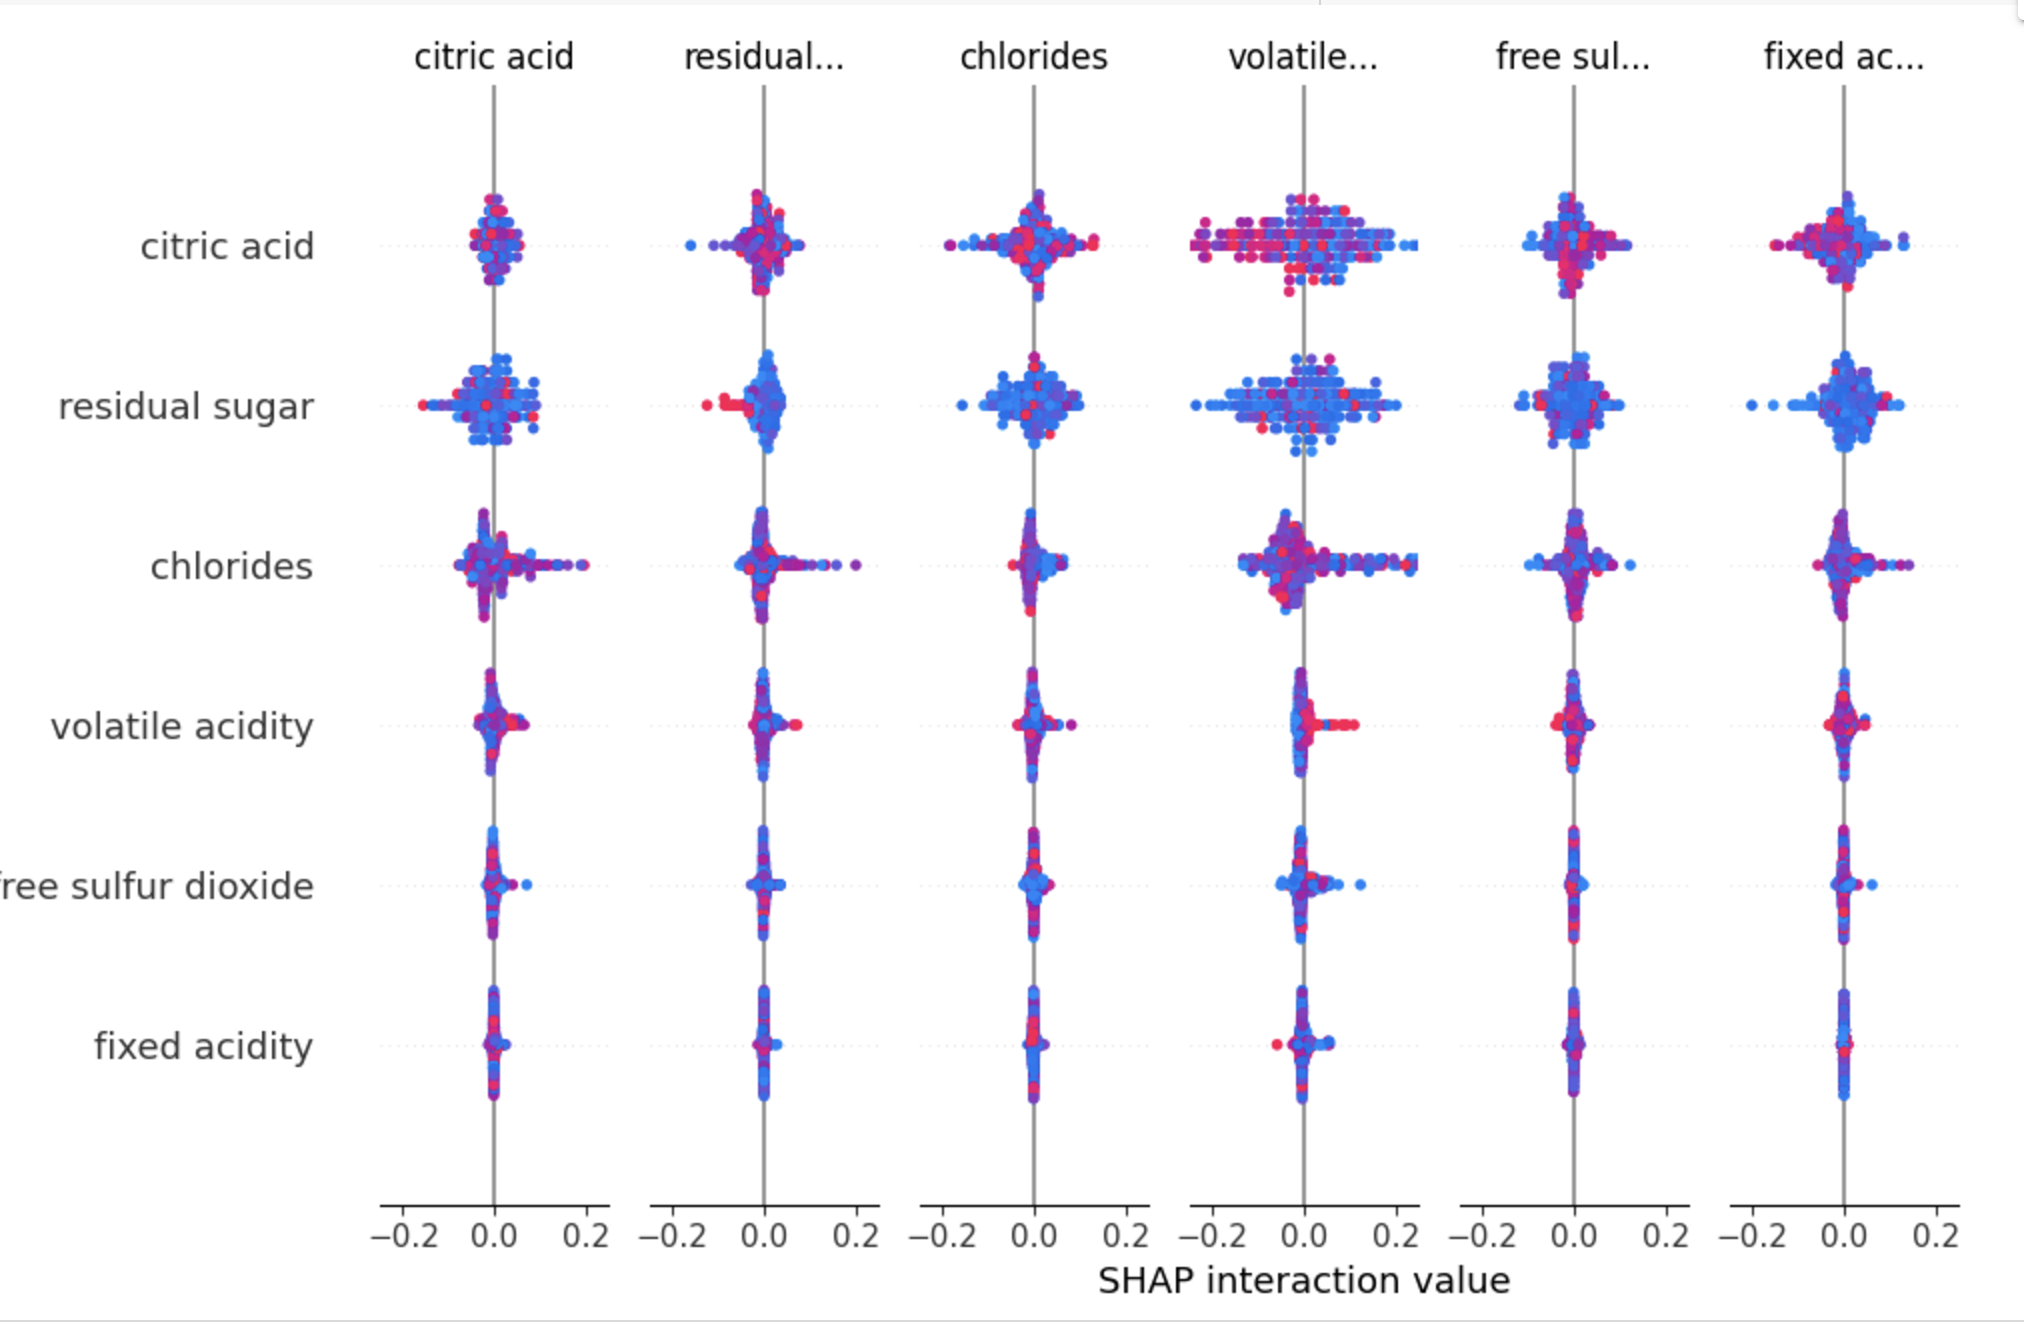 citric acid residual... chlorides volatile... free sul... fixed ac...
citric acid
residual sugar
chlorides
volatile acidity
free sulfur dioxide
fixed acidity
−0.2 0.0 0.2 −0.2 0.0 0.2 −0.2 0.0 0.2 −0.2 0.0 0.2 −0.2 0.0 0.2 −0.2 0.0 0.2
SHAP interaction value